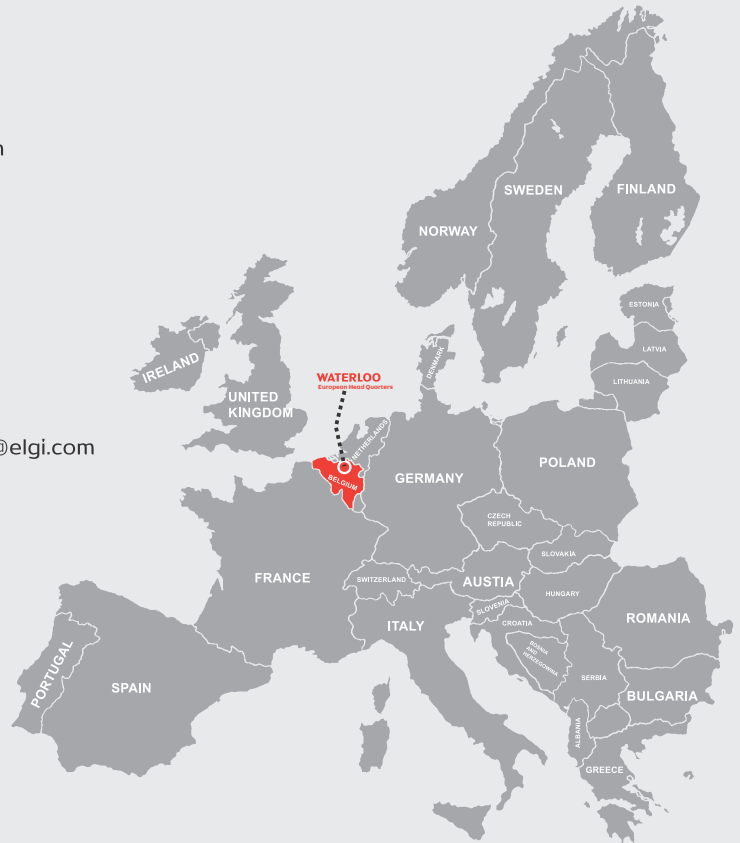 n
SWEDEN
FINLAND
NORWAY
ESTONIA
LATVIA
LITHUANIA
DENMARK
IRELAND
UNITED
KINGDOM
WATERLOO
European Head Quarters
@elgi.com
NETHERLANDS
BELGIUM
GERMANY
POLAND
CZECH
REPUBLIC
SLOVAKIA
FRANCE
SWITZERLAND
AUSTIA
HUNGARY
SLOVENIA
CROATIA
ITALY
ROMANIA
BOSNIA
AND
HERZEGOWINA
SERBIA
PORTUGAL
SPAIN
BULGARIA
ALBANIA
GREECE